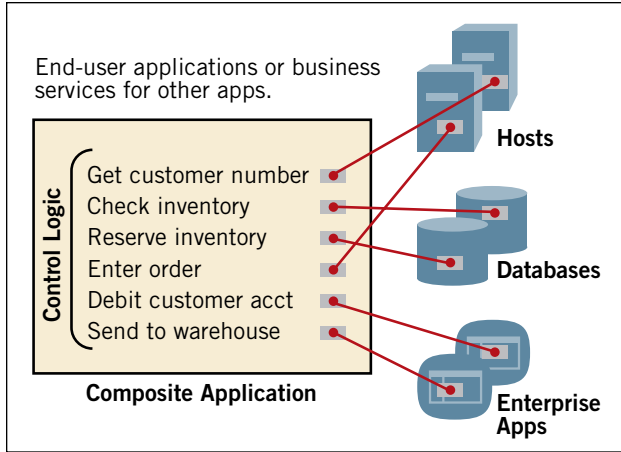 End-user applications or business
services for other apps.
Control Logic
Get customer number
Check inventory
Reserve inventory
Enter order
Debit customer acct
Send to warehouse
Composite Application
Hosts
Databases
Enterprise
Apps